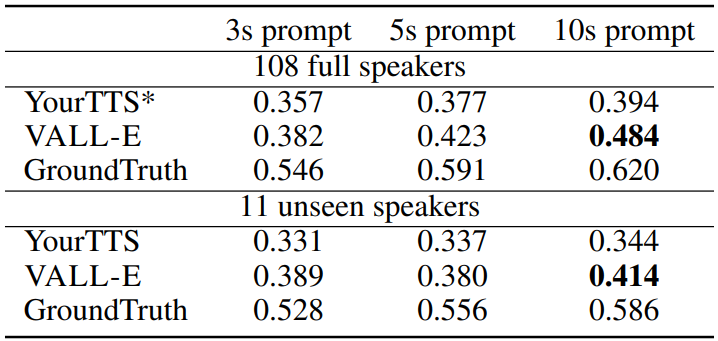 3s prompt 5s prompt 10s prompt
108 full speakers
YourTTS* 0.357 0.377 0.394
VALL-E 0.382 0.423 0.484
GroundTruth 0.546 0.591 0.620
11 unseen speakers
YourTTS 0.331 0.337 0.344
VALL-E 0.389 0.380 0.414
GroundTruth 0.528 0.556 0.586